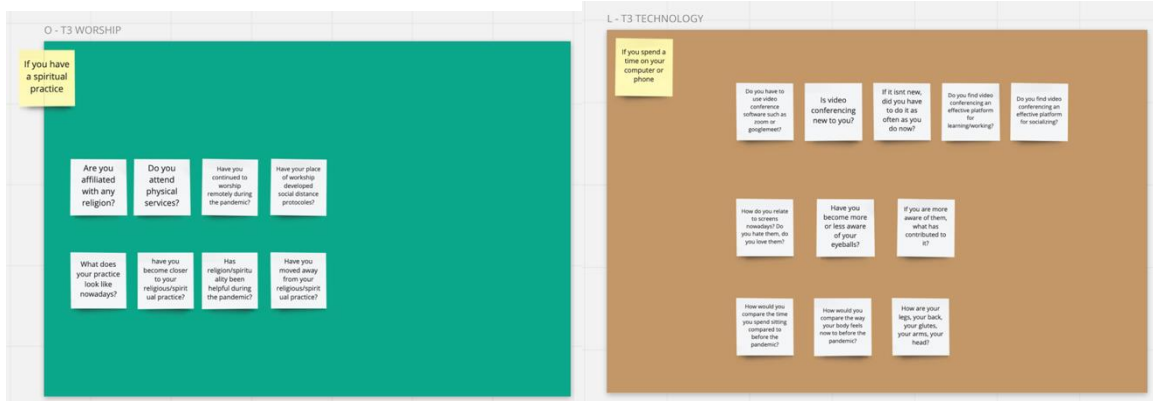 O - T3 WORSHIP
If you have
a spiritual
practice
Are you
affiliated
with any
religion?
Do you
attend
physical
services?
Have you
continued to
worship
remotely during
the pandemic?
Have your place
of workship
developed
social distance
protocoles?
What does
your practice
look like
nowadays?
have you
become closer
to your
religious/spirit
ual practice?
Has
religion/spiritu
ality been
helpful during
the pandemic?
Have you
moved away
from your
religious/spirit
ual practice?
L - T3 TECHNOLOGY
If you spend a
time on your
computer or
phone
Do you have to
use video
conference
software such as
zoom or
googlemeet?
Is video
conferencing
new to you?
If it isnt new,
did you have
to do it as
often as you
do now?
Do you find video
conferencing an
effective platform
for
learning/working?
Do you find video
conferencing an
effective platform
for socializing?
How do you relate
to screens
nowadays? Do
you hate them, do
you love them?
Have you
become more
or less aware
of your
eyeballs?
If you are more
aware of them,
what has
contributed to
it?
How would you
compare the time
you spend sitting
compared to
before the
pandemic?
How would you
compare the way
your body feels
now to before the
pandemic?
How are your
legs, your back,
your glutes,
your arms, your
head?